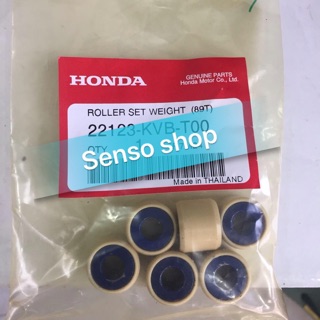 HONDA
GENUINE PARTS
Honda Motor Co., Ltd.
ROLLER SET WEIGHT (89T)
22123-KVB-T00
QTY
Senso shop
Made in THAILAND